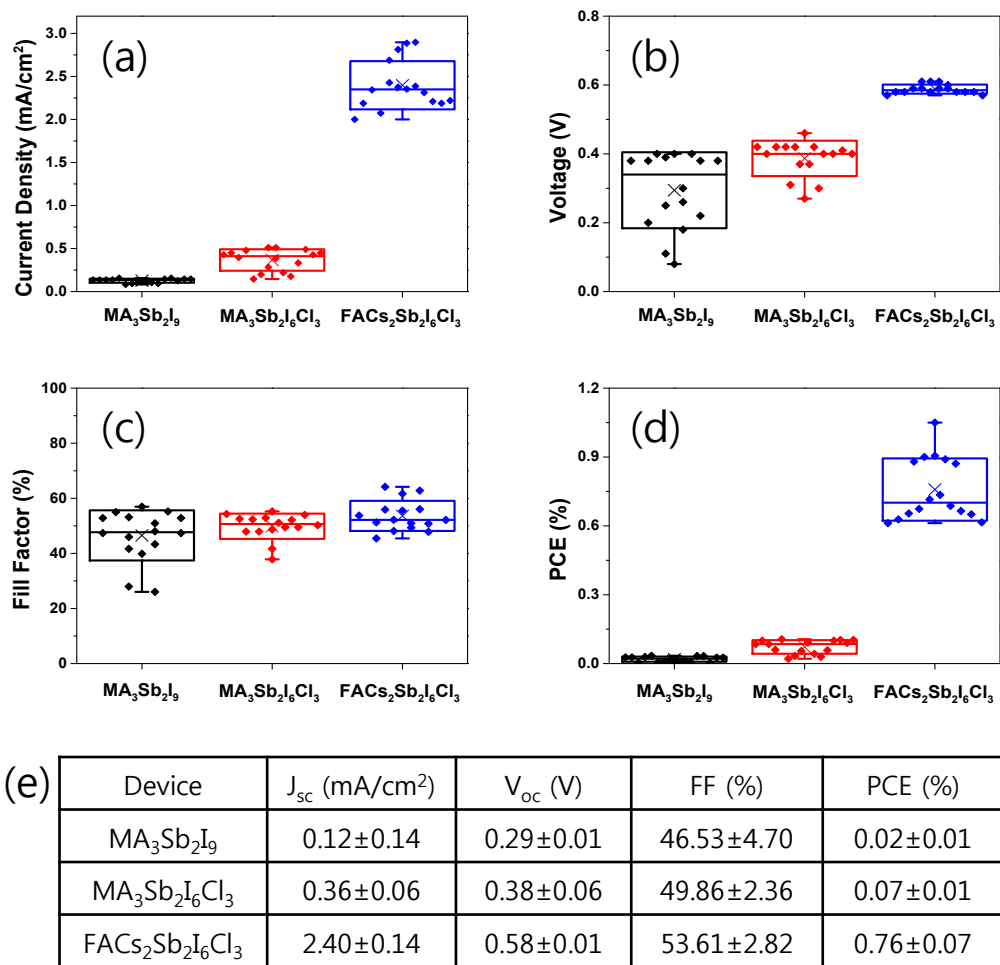 (a)
Current Density (mA/cm²)
3.0
2.5
2.0
1.5
1.0
0.5
0.0
MA₃Sb₂I₉ MA₃Sb₂I₆Cl₃ FACs₂Sb₂I₆Cl₃
(b)
Voltage (V)
0.8
0.6
0.4
0.2
0.0
MA₃Sb₂I₉ MA₃Sb₂I₆Cl₃ FACs₂Sb₂I₆Cl₃
(c)
Fill Factor (%)
100
80
60
40
20
0
MA₃Sb₂I₉ MA₃Sb₂I₆Cl₃ FACs₂Sb₂I₆Cl₃
(d)
PCE (%)
1.2
0.9
0.6
0.3
0.0
MA₃Sb₂I₉ MA₃Sb₂I₆Cl₃ FACs₂Sb₂I₆Cl₃
(e)
Device Jsc (mA/cm²) Voc (V) FF (%) PCE (%)
MA₃Sb₂I₉ 0.12±0.14 0.29±0.01 46.53±4.70 0.02±0.01
MA₃Sb₂I₆Cl₃ 0.36±0.06 0.38±0.06 49.86±2.36 0.07±0.01
FACs₂Sb₂I₆Cl₃ 2.40±0.14 0.58±0.01 53.61±2.82 0.76±0.07